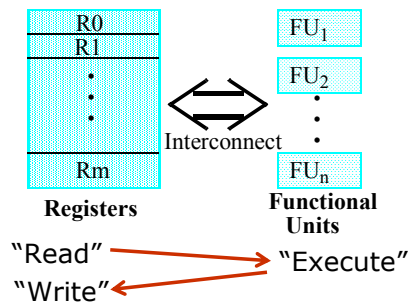 R0
R1
Rm
Registers
Interconnect
FU1
FU2
FUn
Functional
Units
“Read”
“Write”
“Execute”